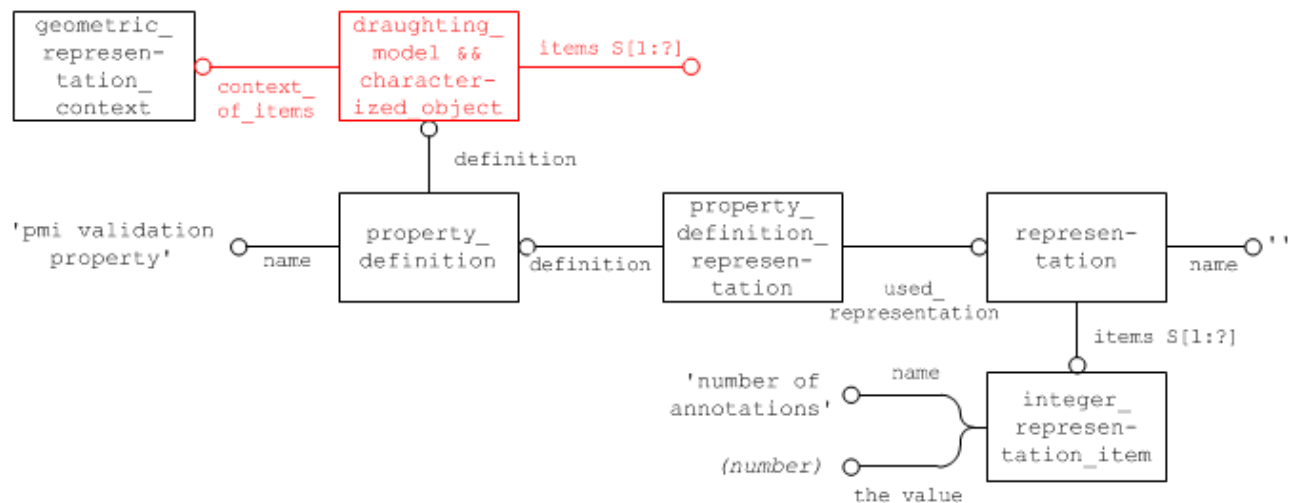 geometric_
represen-
tation_
context
context_
of_items
draughting_
model &&
character-
ized_object
items S[1:?]
definition
'pmi validation
property'
name
property_
definition
definition
property_
definition_
represen-
tation
used_
representation
represen-
tation
name
''
items S[1:?]
'number of
annotations'
name
(number)
the value
integer_
represen-
tation_item